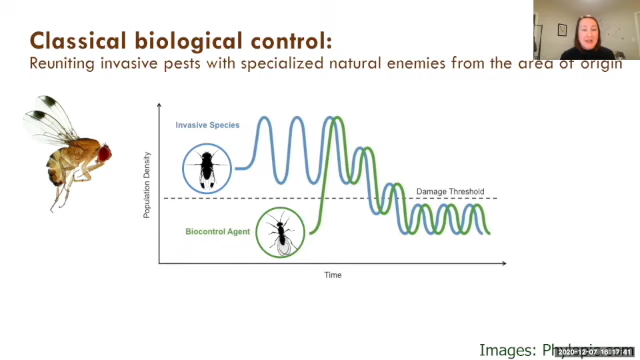 Classical biological control:
Reuniting invasive pests with specialized natural enemies from the area of origin
Invasive Species
Population Density
Damage Threshold
Biocontrol Agent
Time
Images:
2020-12-07 16:17:41